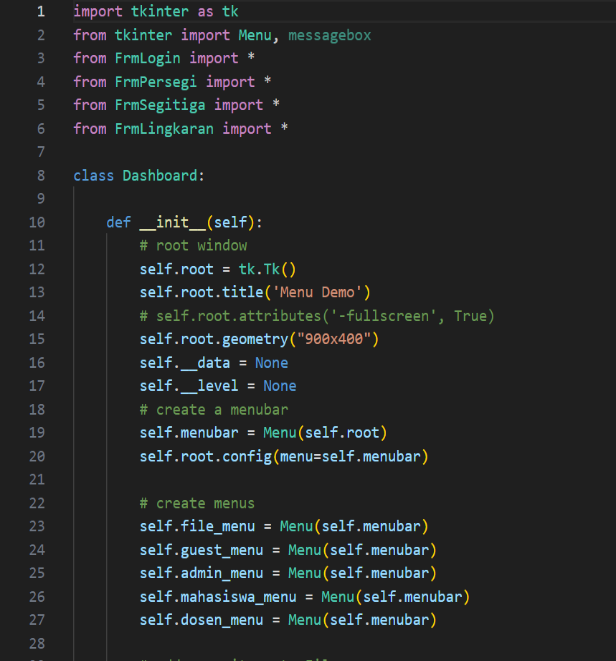 1 import tkinter as tk
2 from tkinter import Menu, messagebox
3 from FrmLogin import *
4 from FrmPersegi import *
5 from FrmSegitiga import *
6 from FrmLingkaran import *
7
8 class Dashboard:
9
10 def __init__(self):
11 # root window
12 self.root = tk.Tk()
13 self.root.title('Menu Demo')
14 # self.root.attributes('-fullscreen', True)
15 self.root.geometry("900x400")
16 self.__data = None
17 self.__level = None
18 # create a menubar
19 self.menubar = Menu(self.root)
20 self.root.config(menu=self.menubar)
21
22 # create menus
23 self.file_menu = Menu(self.menubar)
24 self.guest_menu = Menu(self.menubar)
25 self.admin_menu = Menu(self.menubar)
26 self.mahasiswa_menu = Menu(self.menubar)
27 self.dosen_menu = Menu(self.menubar)
28